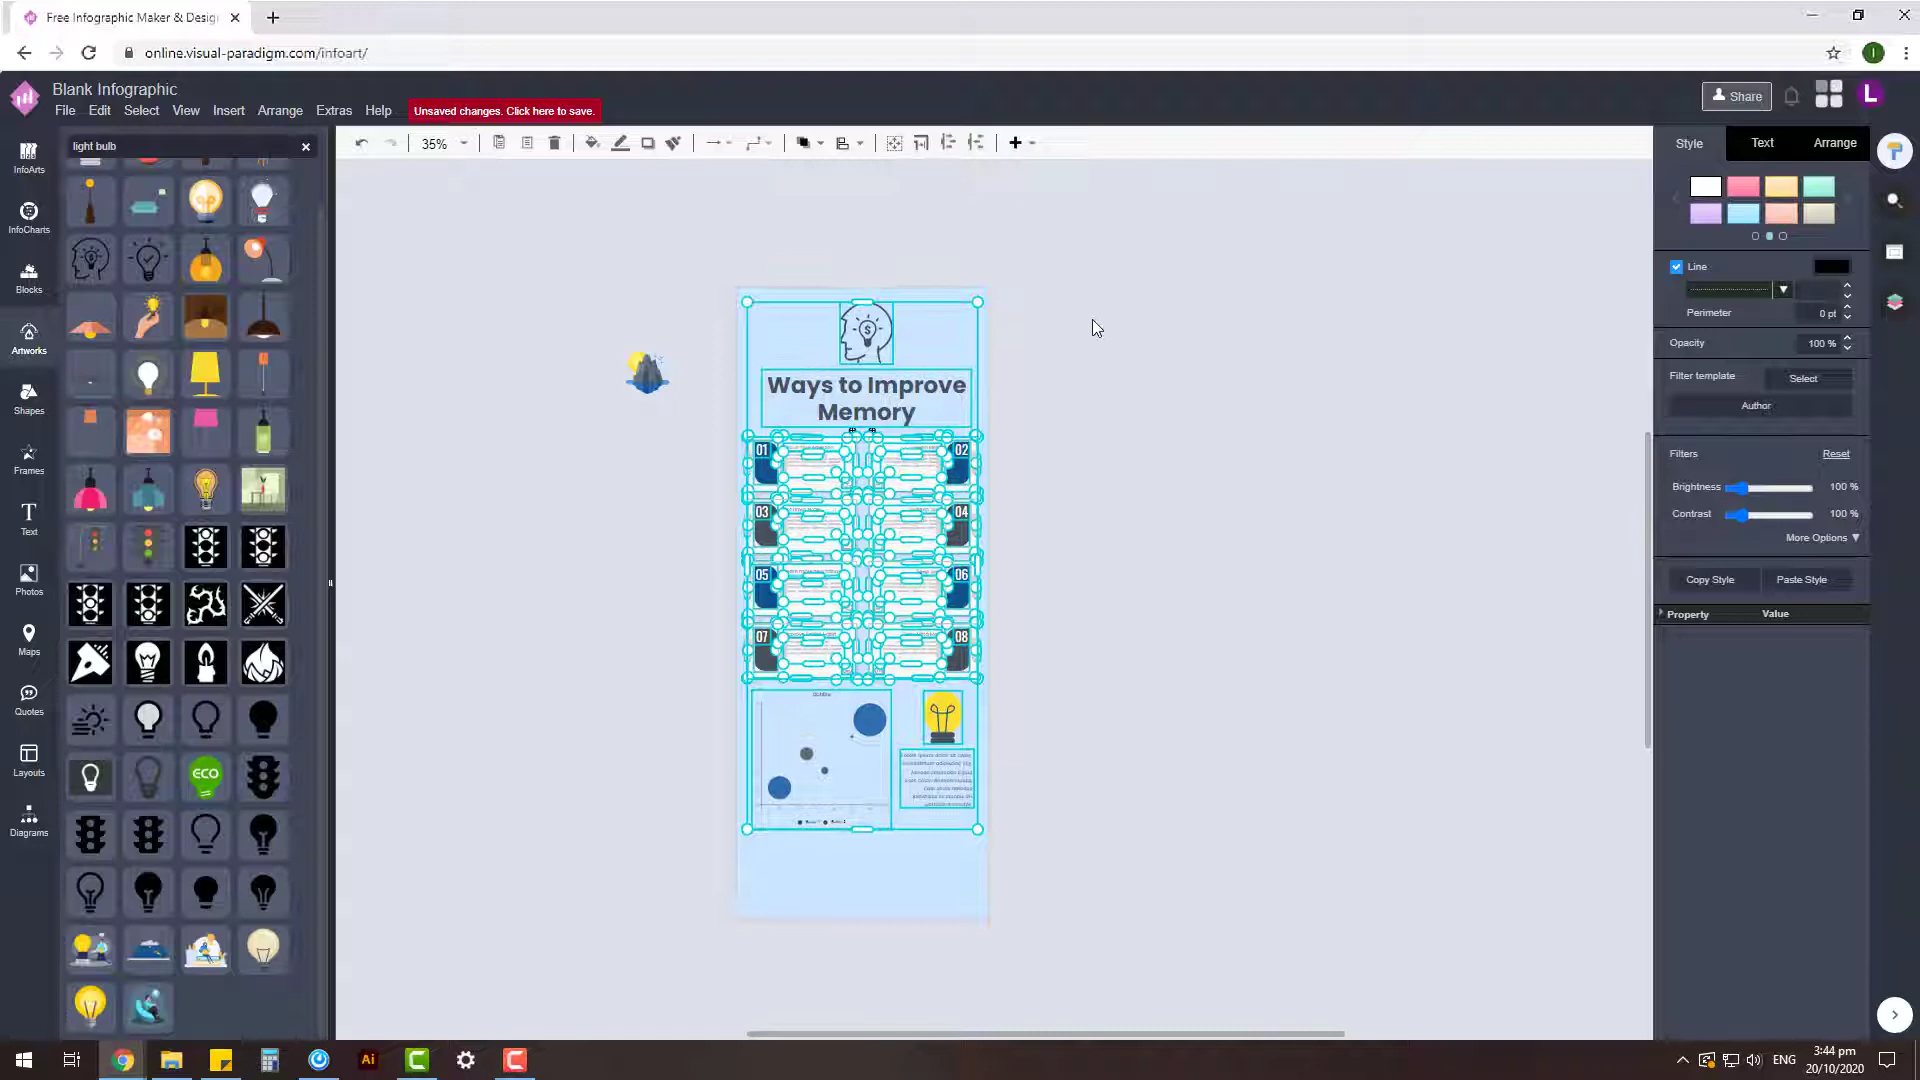 Free Infographic Maker & Desig
online.visual-paradigm.com/infoart/
Blank Infographic
File Edit Select View Insert Arrange Extras Help
Unsaved changes. Click here to save.
Share
L
I
InfoArts
InfoCharts
Blocks
Artworks
Shapes
Frames
Text
Photos
Maps
Quotes
Layouts
Diagrams
light bulb
ECO
35%
Ways to Improve
Memory
01 02
03 04
05 06
07 08
Style Text Arrange
Line
Perimeter 0 pt
Opacity 100 %
Filter template Select
Author
Filters Reset
Brightness 100 %
Contrast 100 %
More Options
Copy Style Paste Style
Property Value
Ai
ENG
3:44 pm
20/10/2020